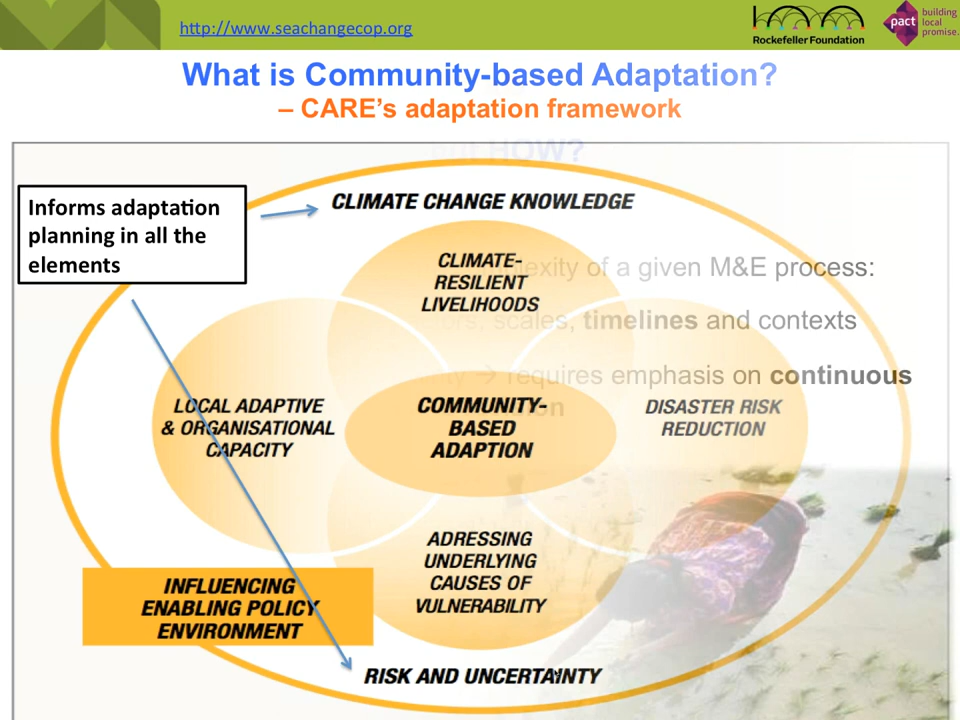 http://www.seachangecop.org
Rockefeller Foundation
pact
building
local
promise.
What is Community-based Adaptation?
– CARE's adaptation framework
HOW?
Informs adaptation
planning in all the
elements
CLIMATE CHANGE KNOWLEDGE
CLIMATE-
RESILIENT
LIVELIHOODS
of a given M&E process:
scales, timelines and contexts
requires emphasis on continuous
LOCAL ADAPTIVE
& ORGANISATIONAL
CAPACITY
COMMUNITY-
BASED
ADAPTION
DISASTER RISK
REDUCTION
ADRESSING
UNDERLYING
CAUSES OF
VULNERABILITY
INFLUENCING
ENABLING POLICY
ENVIRONMENT
RISK AND UNCERTAINTY